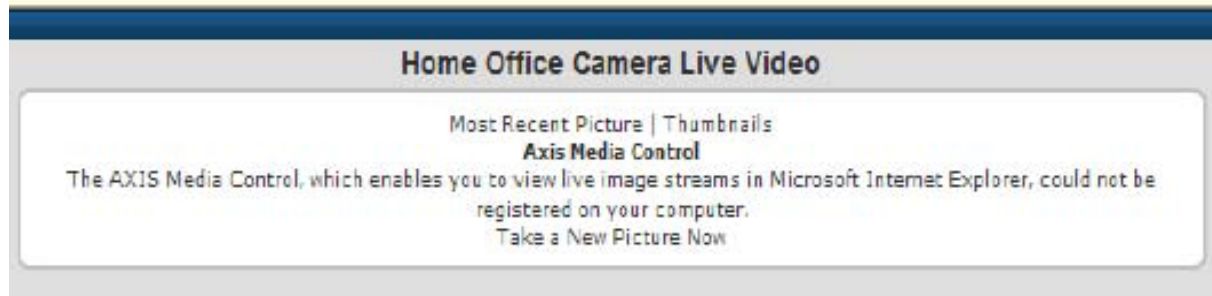 Home Office Camera Live Video
Most Recent Picture | Thumbnails
Axis Media Control
The AXIS Media Control, which enables you to view live image streams in Microsoft Internet Explorer, could not be
registered on your computer.
Take a New Picture Now